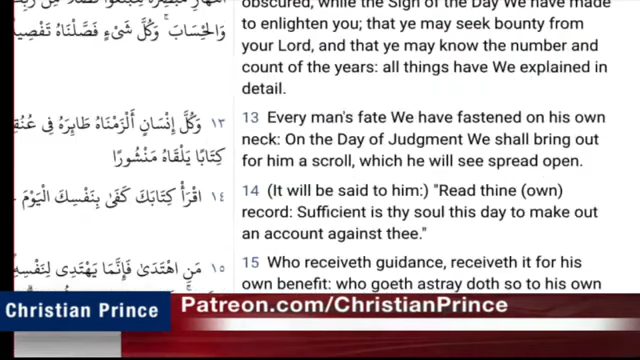 obscured, while the Sign of the Day We have made
to enlighten you; that ye may seek bounty from
your Lord, and that ye may know the number and
count of the years: all things have We explained in
detail.
وَالْحِسَابَ ۚ وَكُلَّ شَىْءٍ فَصَّلْنَاهُ تَفْصِي
13 Every man's fate We have fastened on his own
neck: On the Day of Judgment We shall bring out
for him a scroll, which he will see spread open.
١٣ وَكُلَّ إِنْسَانٍ أَلْزَمْنَاهُ طَائِرَهُ فِى عُنُقِ
كِتَابًا يَلْقَاهُ مَنْشُورًا
14 (It will be said to him:) "Read thine (own)
record: Sufficient is thy soul this day to make out
an account against thee."
١٤ اقْرَأْ كِتَابَكَ كَفَىٰ بِنَفْسِكَ الْيَوْمَ
15 Who receiveth guidance, receiveth it for his
own benefit: who goeth astray doth so to his own
١٥ مَنِ اهْتَدَىٰ فَإِنَّمَا يَهْتَدِى لِنَفْسِهِ
Christian Prince
Patreon.com/ChristianPrince